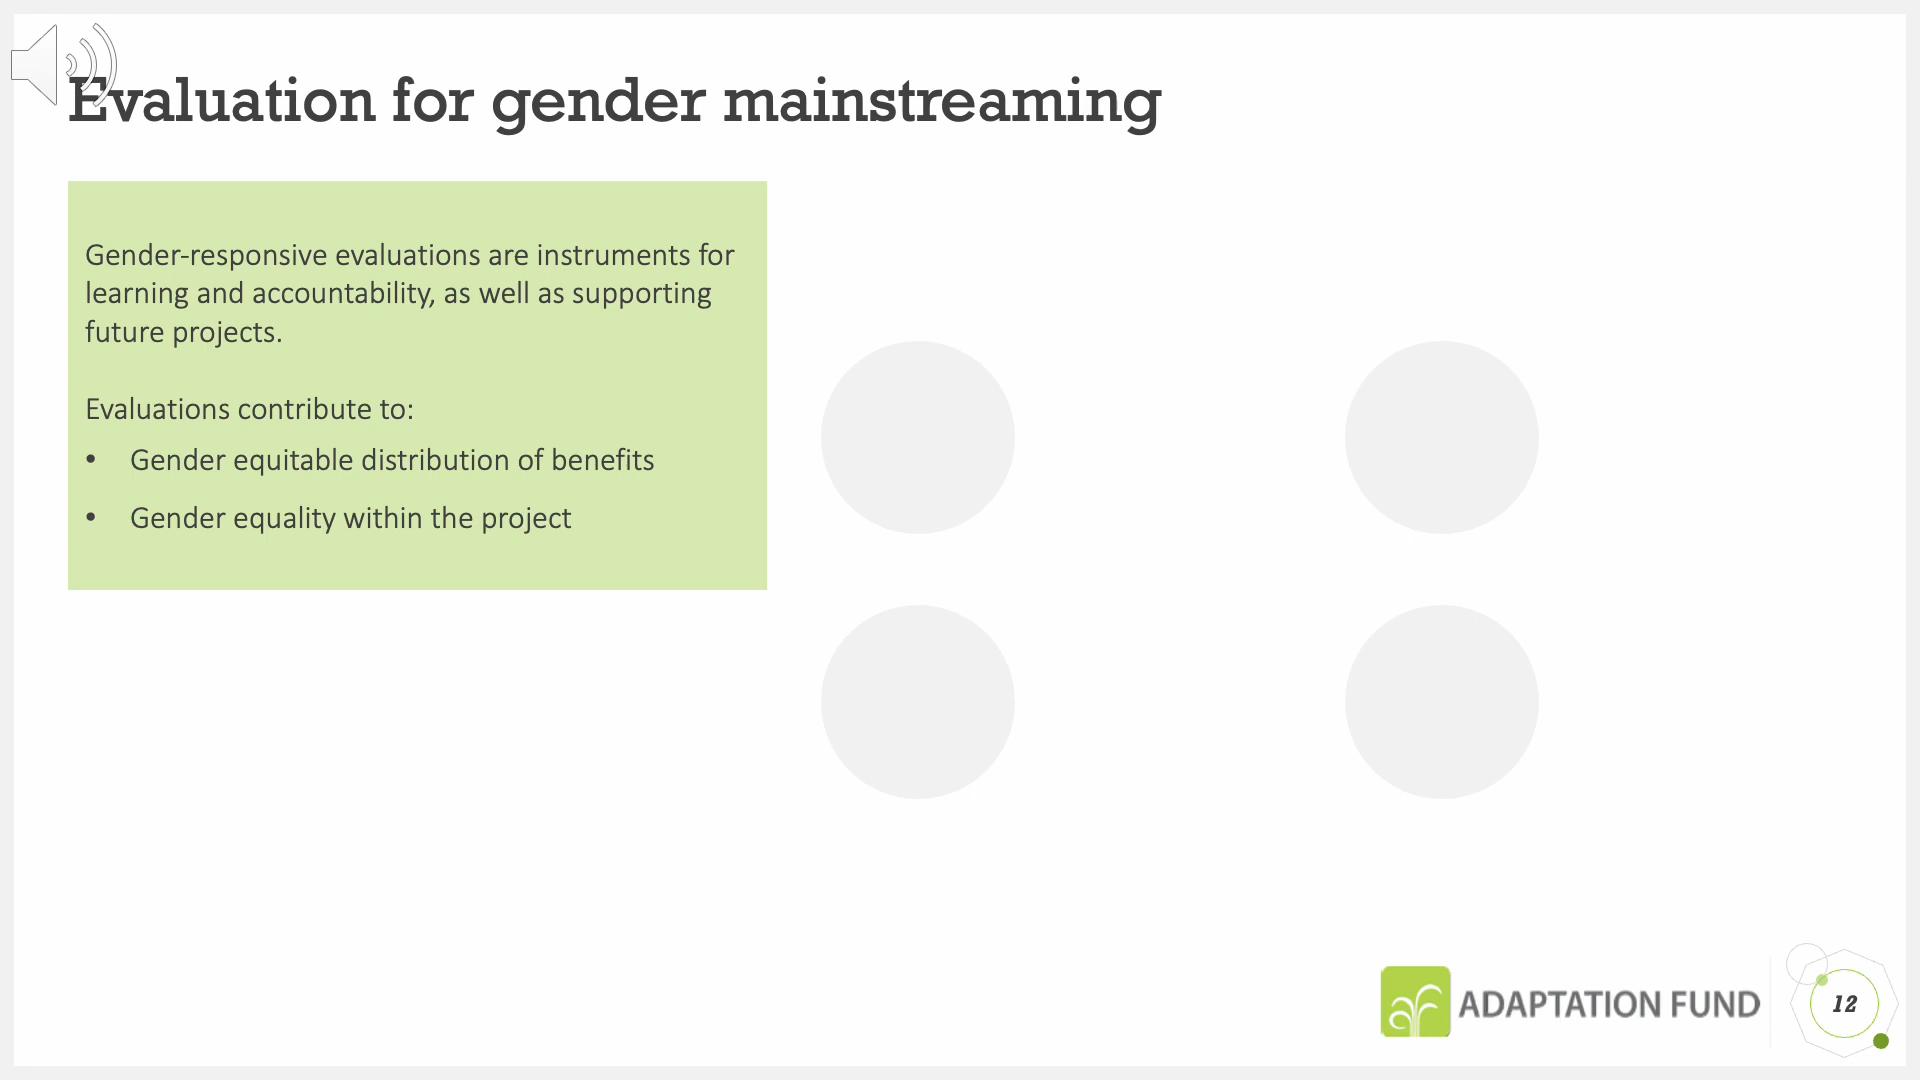 Evaluation for gender mainstreaming
Gender-responsive evaluations are instruments for
learning and accountability, as well as supporting
future projects.
Evaluations contribute to:
• Gender equitable distribution of benefits
• Gender equality within the project
ADAPTATION FUND
12